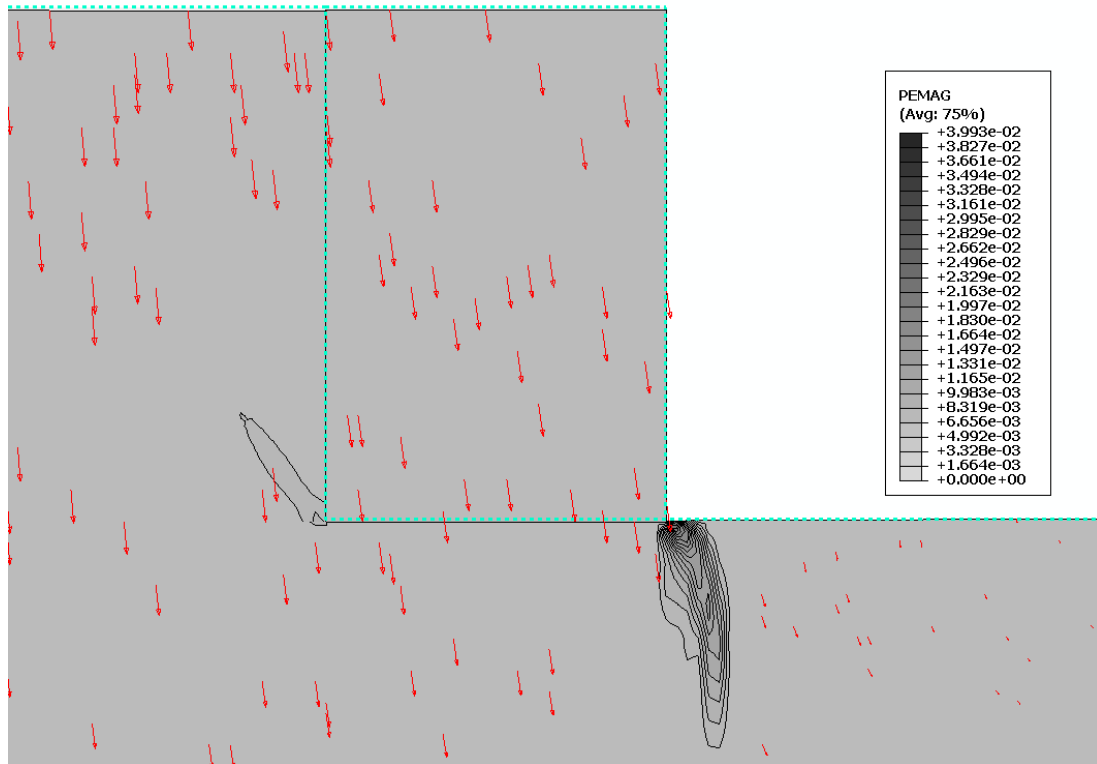 PEMAG
(Avg: 75%)
+3.993e-02
+3.827e-02
+3.661e-02
+3.494e-02
+3.328e-02
+3.161e-02
+2.995e-02
+2.829e-02
+2.662e-02
+2.496e-02
+2.329e-02
+2.163e-02
+1.997e-02
+1.830e-02
+1.664e-02
+1.497e-02
+1.331e-02
+1.165e-02
+9.983e-03
+8.319e-03
+6.656e-03
+4.992e-03
+3.328e-03
+1.664e-03
+0.000e+00